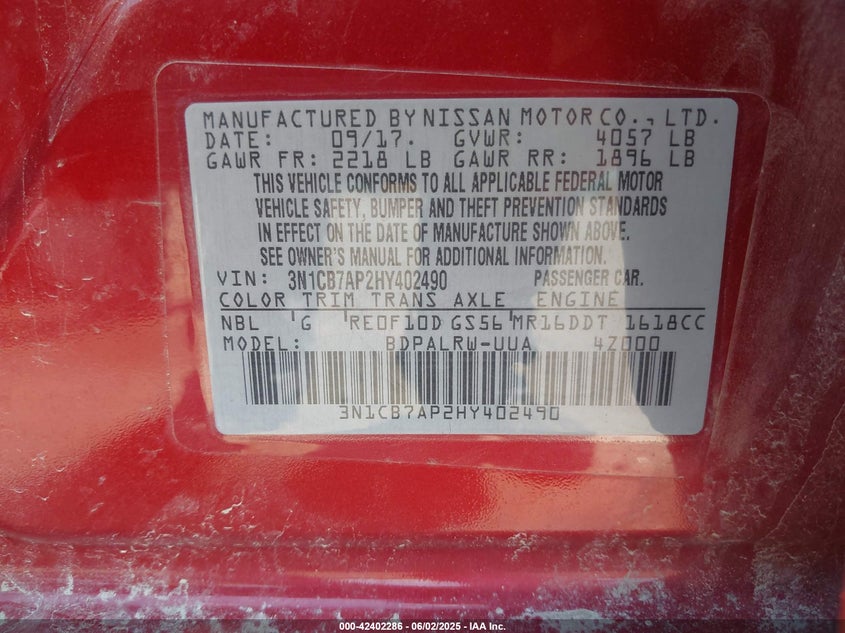 MANUFACTURED BY NISSAN MOTOR CO., LTD.
DATE: 09/17. GVWR: 4057 LB
GAWR FR: 2218 LB GAWR RR: 1896 LB
THIS VEHICLE CONFORMS TO ALL APPLICABLE FEDERAL MOTOR
VEHICLE SAFETY, BUMPER AND THEFT PREVENTION STANDARDS
IN EFFECT ON THE DATE OF MANUFACTURE SHOWN ABOVE.
SEE OWNER'S MANUAL FOR ADDITIONAL INFORMATION.
VIN: 3N1CB7AP2HY402490 PASSENGER CAR.
COLOR TRIM TRANS AXLE ENGINE
NBL G RE0F10D GS56 MR16DDT 1618CC
MODEL: BDPALRW-UUA 4Z000
3N1CB7AP2HY402490
000-42402286 - 06/02/2025 - IAA Inc.